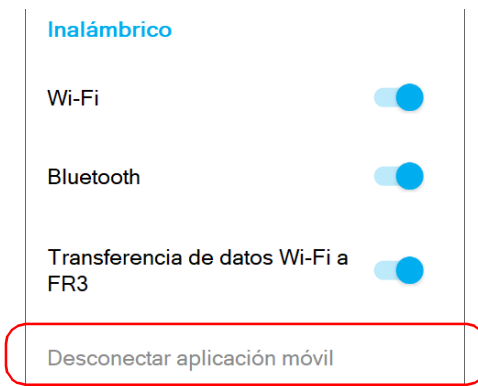 Inalámbrico
Wi-Fi
Bluetooth
Transferencia de datos Wi-Fi a
FR3
Desconectar aplicación móvil